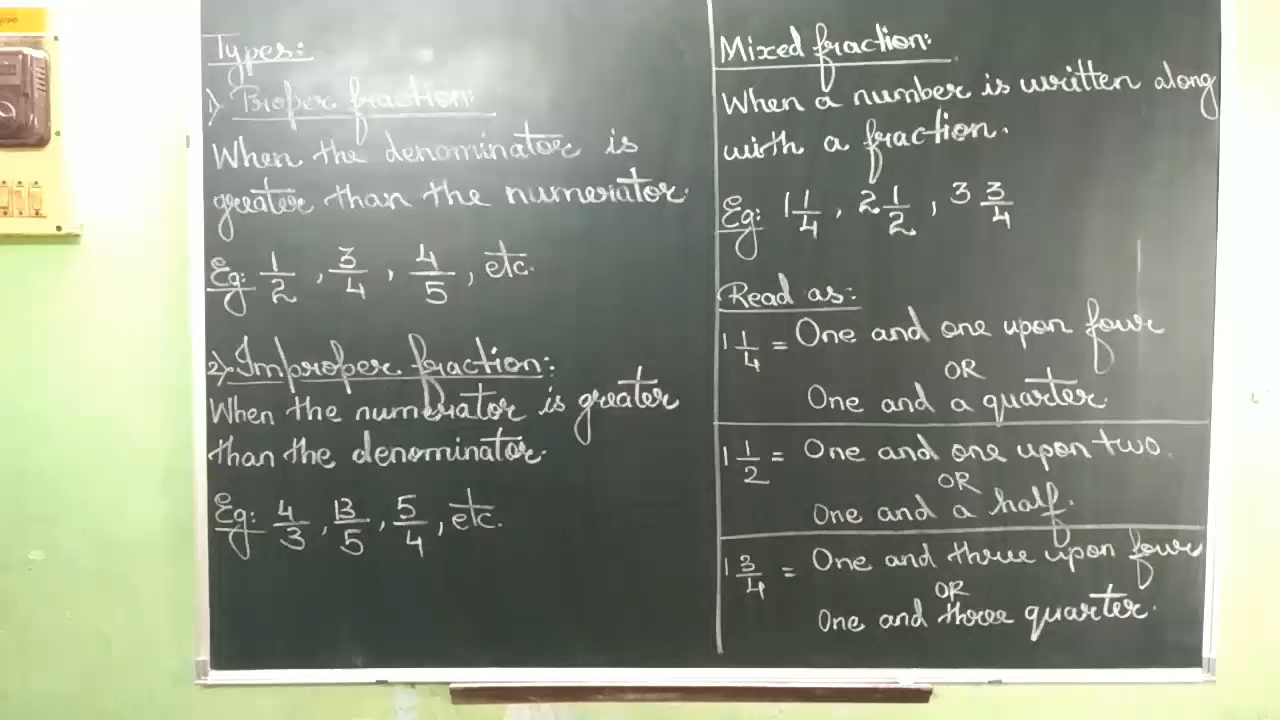 Types:
1) Proper fraction:
When the denominator is
greater than the numerator.
Eg: 1/2, 3/4, 4/5, etc.
2) Improper fraction:
When the numerator is greater
than the denominator.
Eg: 4/3, 13/5, 5/4, etc.
Mixed fraction:
When a number is written along
with a fraction.
Eg: 1 1/4, 2 1/2, 3 3/4
Read as:
1 1/4 = One and one upon four
OR
One and a quarter.
1 1/2 = One and one upon two.
OR
One and a half.
1 3/4 = One and three upon four
OR
One and three quarter.